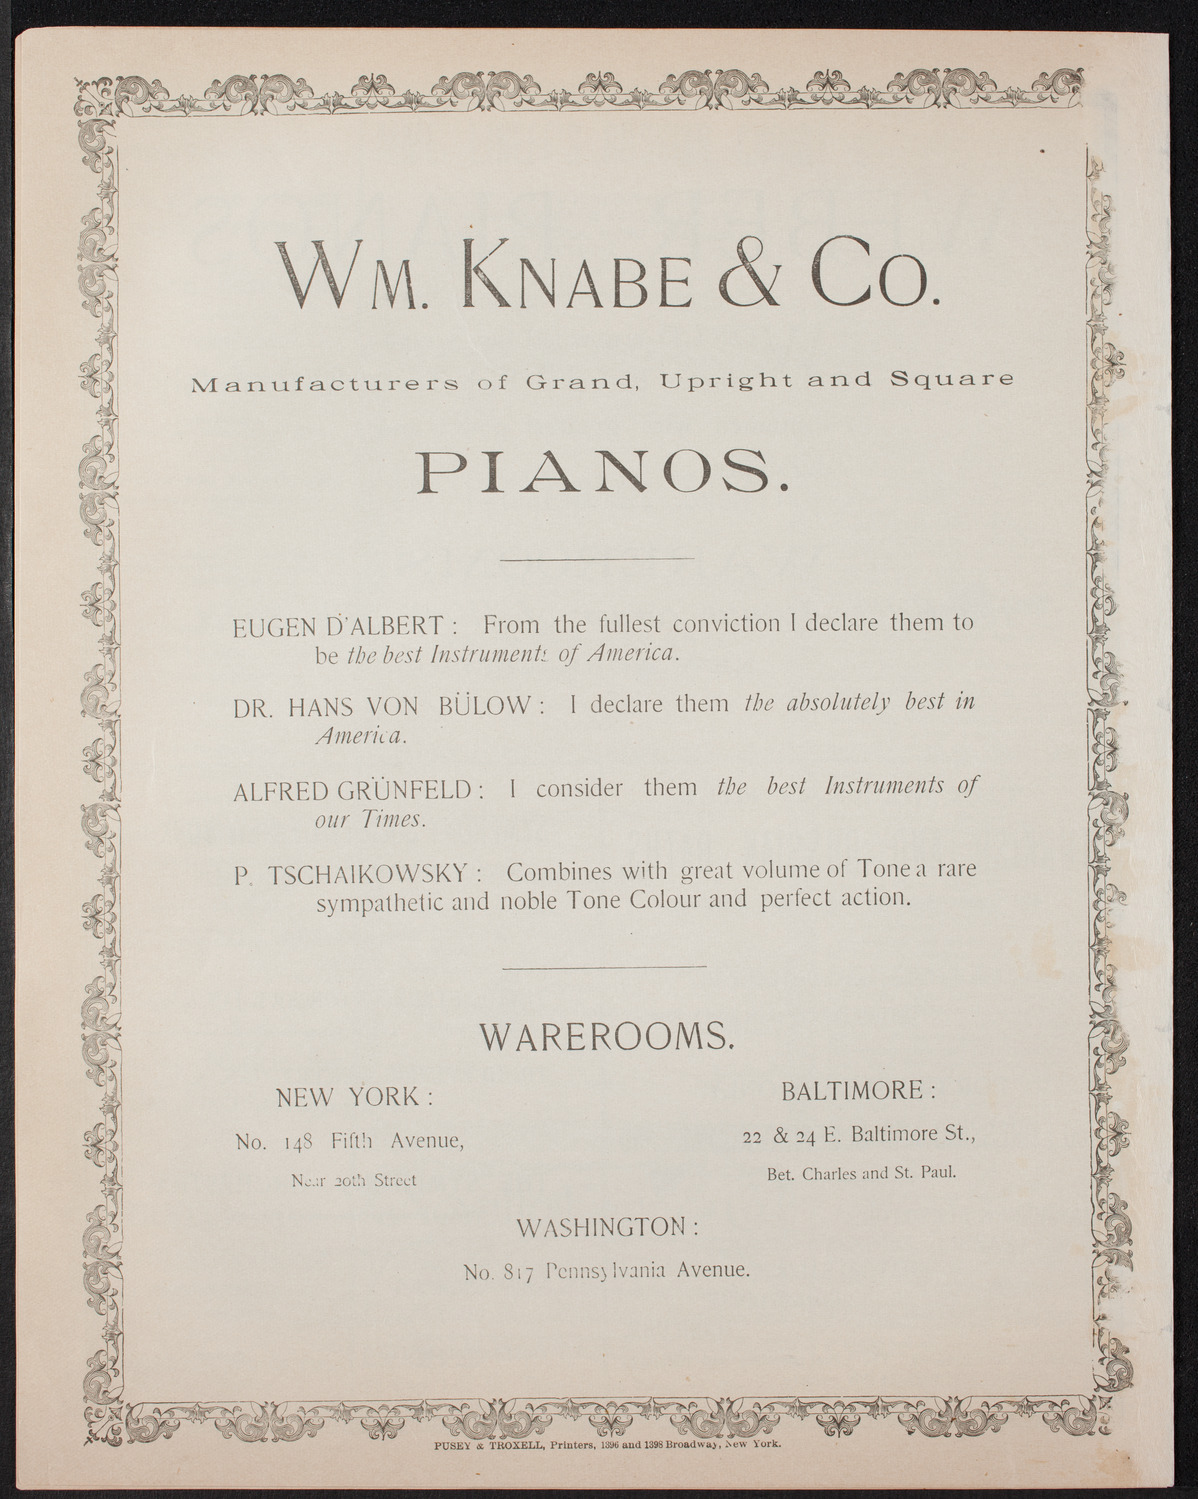 WM. KNABE & CO.
Manufacturers of Grand, Upright and Square
PIANOS.
EUGEN D'ALBERT : From the fullest conviction I declare them to
be the best Instruments of America.
DR. HANS VON BÜLOW : I declare them the absolutely best in
America.
ALFRED GRÜNFELD : I consider them the best Instruments of
our Times.
P. TSCHAIKOWSKY : Combines with great volume of Tone a rare
sympathetic and noble Tone Colour and perfect action.
WAREROOMS.
NEW YORK :
No. 148 Fifth Avenue,
Near 20th Street
BALTIMORE :
22 & 24 E. Baltimore St.,
Bet. Charles and St. Paul.
WASHINGTON :
No. 817 Pennsylvania Avenue.
PUSEY & TROXELL, Printers, 1396 and 1398 Broadway, New York.